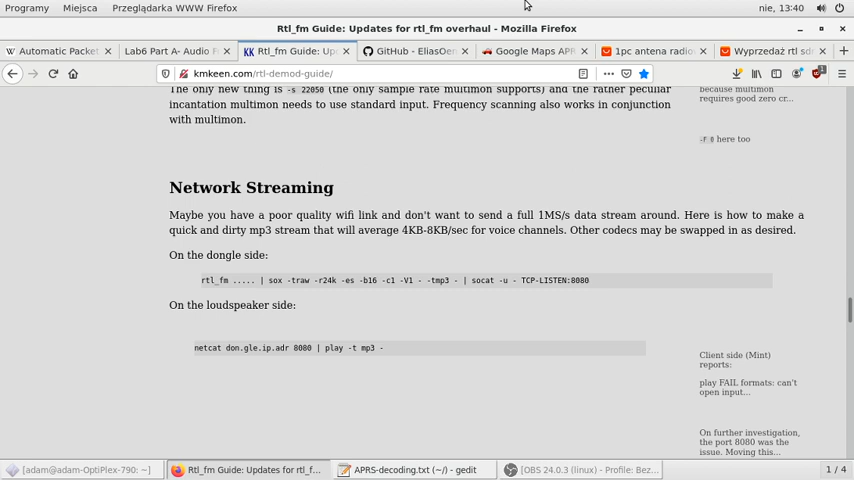 Programy Miejsca Przeglądarka WWW Firefox nie, 13:40
Rtl_fm Guide: Updates for rtl_fm overhaul - Mozilla Firefox
Automatic Packet Lab6 Part A- Audio F Rtl_fm Guide: Upd GitHub - EliasOen Google Maps APR 1pc antena radio Wyprzedaż rtl sdr
kmkeen.com/rtl-demod-guide/
The only new thing is -s 22050 (the only sample rate multimon supports) and the rather peculiar
incantation multimon needs to use standard input. Frequency scanning also works in conjunction
with multimon.
because multimon
requires good zero cr...
-F 0 here too
Network Streaming
Maybe you have a poor quality wifi link and don't want to send a full 1MS/s data stream around. Here is how to make a
quick and dirty mp3 stream that will average 4KB-8KB/sec for voice channels. Other codecs may be swapped in as desired.
On the dongle side:
rtl_fm ..... | sox -traw -r24k -es -b16 -c1 -V1 - -tmp3 - | socat -u - TCP-LISTEN:8080
On the loudspeaker side:
netcat don.gle.ip.adr 8080 | play -t mp3 -
Client side (Mint)
reports:
play FAIL formats: can't
open input...
On further investigation,
the port 8080 was the
issue. Moving this...
[adam@adam-OptiPlex-790: ~] Rtl_fm Guide: Updates for rtl_f... APRS-decoding.txt (~/) - gedit [OBS 24.0.3 (linux) - Profile: Bez... 1 / 4